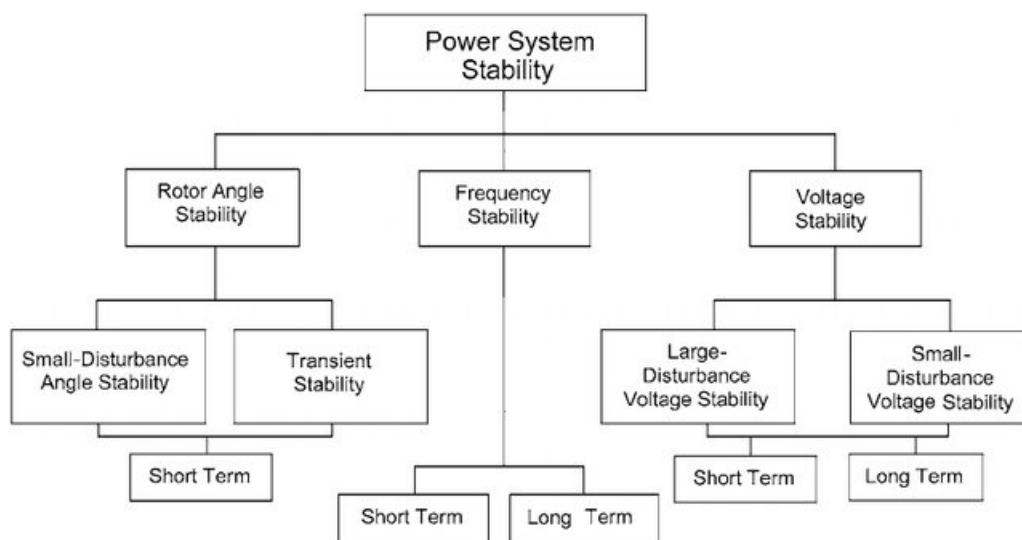 Power System
Stability
Rotor Angle
Stability
Frequency
Stability
Voltage
Stability
Small-Disturbance
Angle Stability
Transient
Stability
Large-
Disturbance
Voltage Stability
Small-
Disturbance
Voltage Stability
Short Term
Short Term
Long Term
Short Term
Long Term